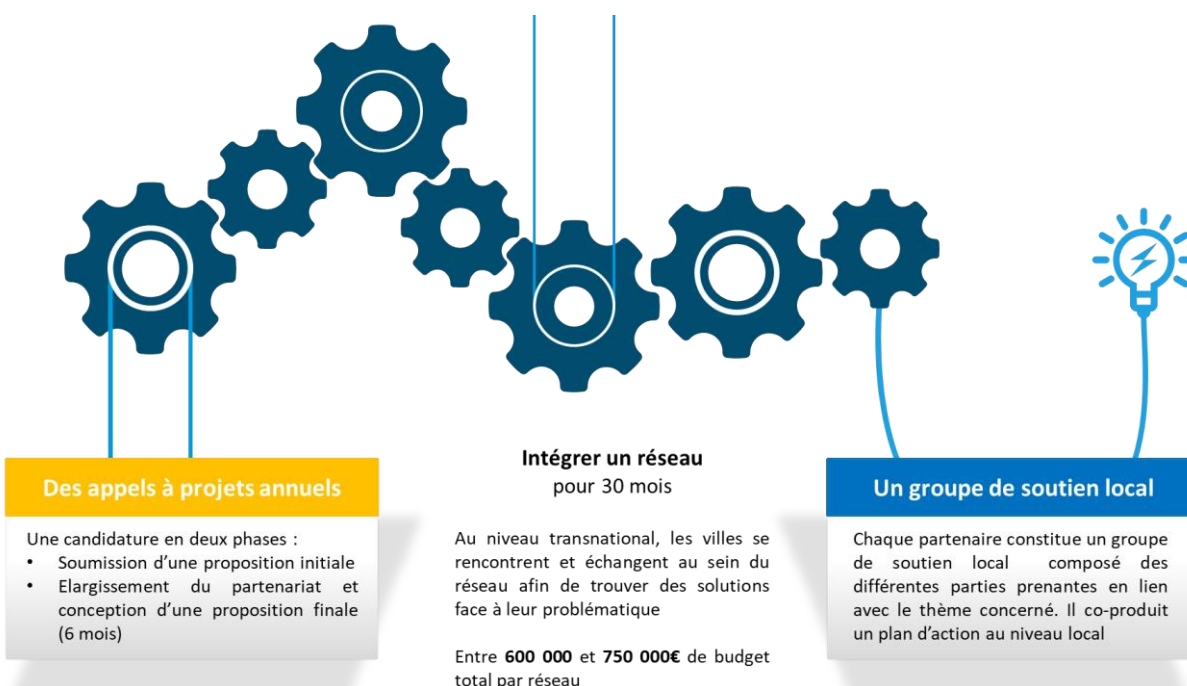 Des appels à projets annuels
Une candidature en deux phases :
• Soumission d'une proposition initiale
• Elargissement du partenariat et
conception d'une proposition finale
(6 mois)
Intégrer un réseau
pour 30 mois
Au niveau transnational, les villes se
rencontrent et échangent au sein du
réseau afin de trouver des solutions
face à leur problématique
Entre 600 000 et 750 000€ de budget
total par réseau
Un groupe de soutien local
Chaque partenaire constitue un groupe
de soutien local composé des
différentes parties prenantes en lien
avec le thème concerné. Il co-produit
un plan d'action au niveau local